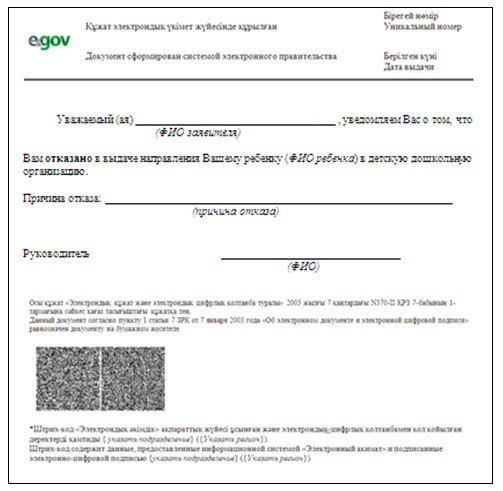 egov
Құжат электрондық үкімет жүйесінде құрылған
Бірегей нөмір
Уникальный номер
Документ сформирован системой электронного правительства
Берілген күні
Дата выдачи
Уважаемый (ая) ____________________, уведомляем Вас о том, что
(ФИО заявителя)
Вам отказано в выдаче направления Вашему ребенку (ФИО ребенка) в детскую дошкольную
организацию.
Причина отказа: ____________________
(причина отказа)
Руководитель ____________________
(ФИО)
Осы құжат «Электрондық құжат және электрондық цифрлық қолтаңба туралы» 2003 жылғы 7 қаңтардағы N370-II ҚРЗ 7-бабының 1-
тармағына сәйкес қағаз тасығыштағы құжатқа тең.
Данный документ согласно пункту 1 статьи 7 ЗРК от 7 января 2003 года «Об электронном документе и электронной цифровой подписи»
равнозначен документу на бумажном носителе.
*Штрих-код «Электрондық әкімдік» ақпараттық жүйесі ұсынған және электрондық-цифрлық қолтаңбамен қол қойылған
деректерді қамтиды { указать подразделение} ({Указать регион}).
Штрих-код содержит данные, предоставленные информационной системой «Электронный акимат» и подписанные
электронно-цифровой подписью {указать подразделение} ({Указать регион}).